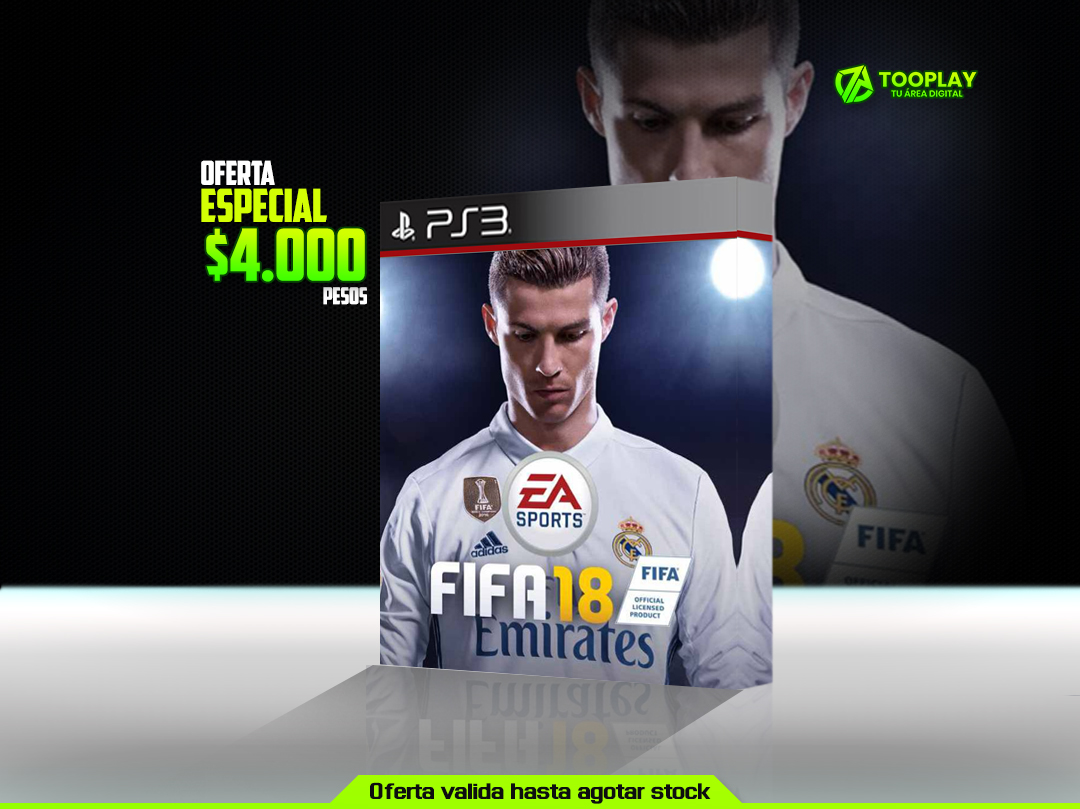 TOOPLAY
TU ÁREA DIGITAL
OFERTA
ESPECIAL
$4.000
PESOS
PS3
EA
SPORTS
FIFA
adidas
FIFA 18
FIFA
OFFICIAL
LICENSED
PRODUCT
Emirates
FIFA
Oferta valida hasta agotar stock